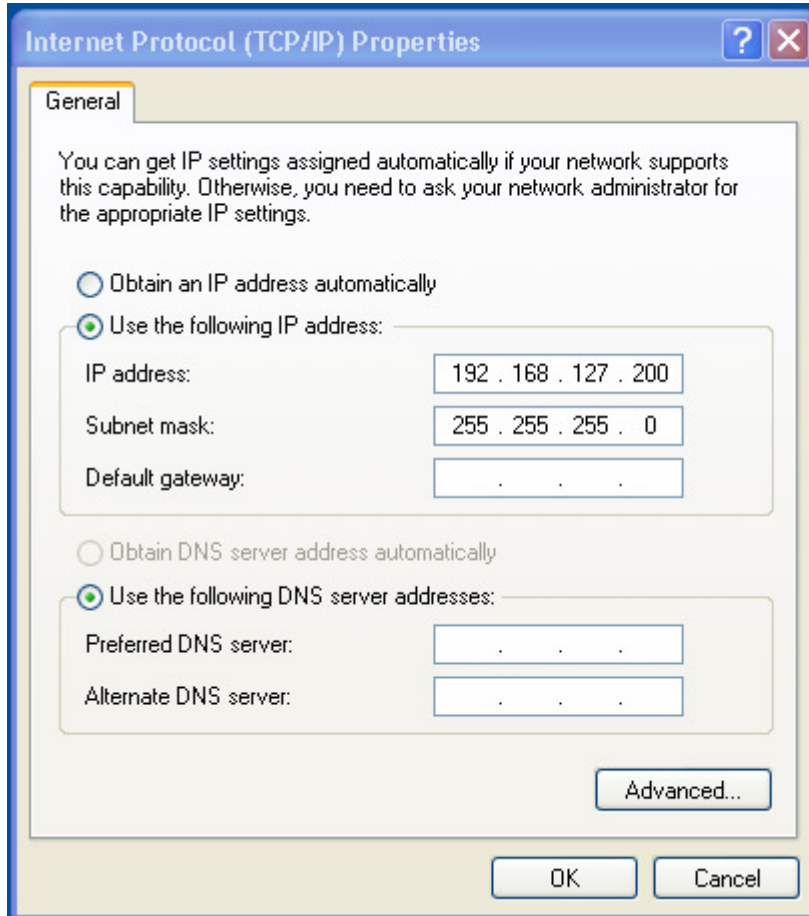 Internet Protocol (TCP/IP) Properties
General
You can get IP settings assigned automatically if your network supports
this capability. Otherwise, you need to ask your network administrator for
the appropriate IP settings.
Obtain an IP address automatically
Use the following IP address:
IP address: 192 . 168 . 127 . 200
Subnet mask: 255 . 255 . 255 . 0
Default gateway: . . .
Obtain DNS server address automatically
Use the following DNS server addresses:
Preferred DNS server: . . .
Alternate DNS server: . . .
Advanced...
OK Cancel